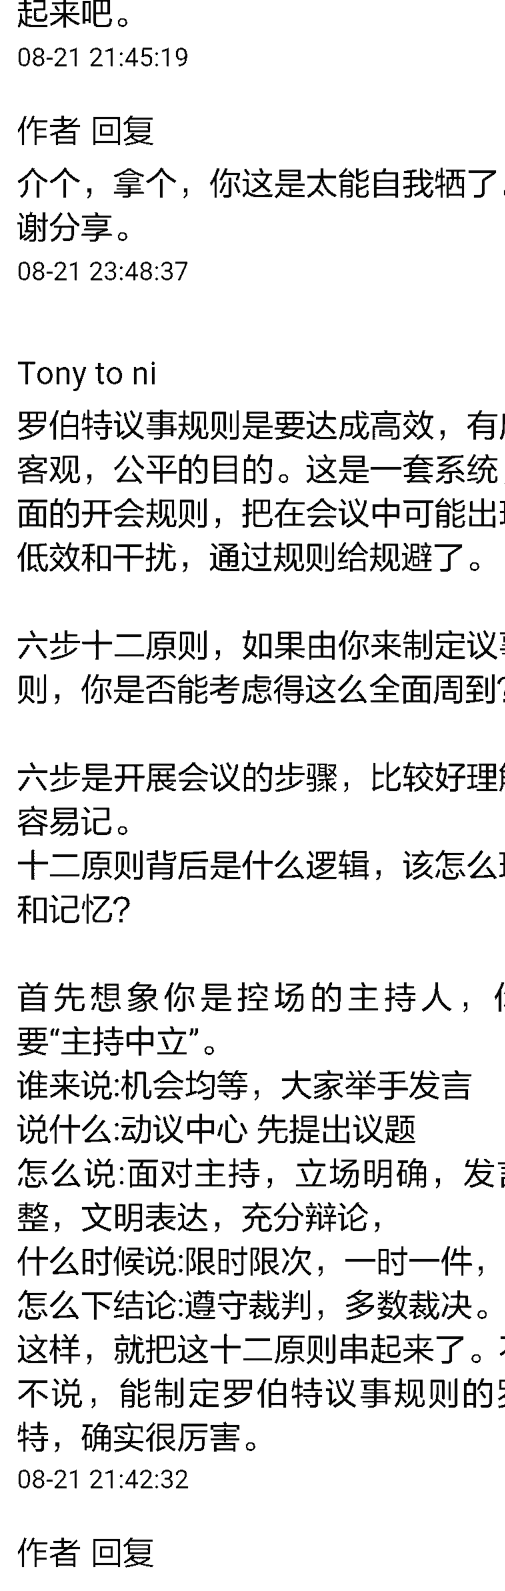 起来吧。
08-21 21:45:19
作者 回复
介个，拿个，你这是太能自我牺了
谢分享。
08-21 23:48:37
Tony to ni
罗伯特议事规则是要达成高效，有
客观，公平的目的。这是一套系统
面的开会规则，把在会议中可能出
低效和干扰，通过规则给规避了。
六步十二原则，如果由你来制定议
则，你是否能考虑得这么全面周到?
六步是开展会议的步骤，比较好理
容易记。
十二原则背后是什么逻辑，该怎么
和记忆?
首先想象你是控场的主持人，
要“主持中立”。
谁来说:机会均等，大家举手发言
说什么:动议中心 先提出议题
怎么说:面对主持，立场明确，发
整，文明表达，充分辩论，
什么时候说:限时限次，一时一件，
怎么下结论:遵守裁判，多数裁决。
这样，就把这十二原则串起来了。
不说，能制定罗伯特议事规则的
特，确实很厉害。
08-21 21:42:32
作者 回复